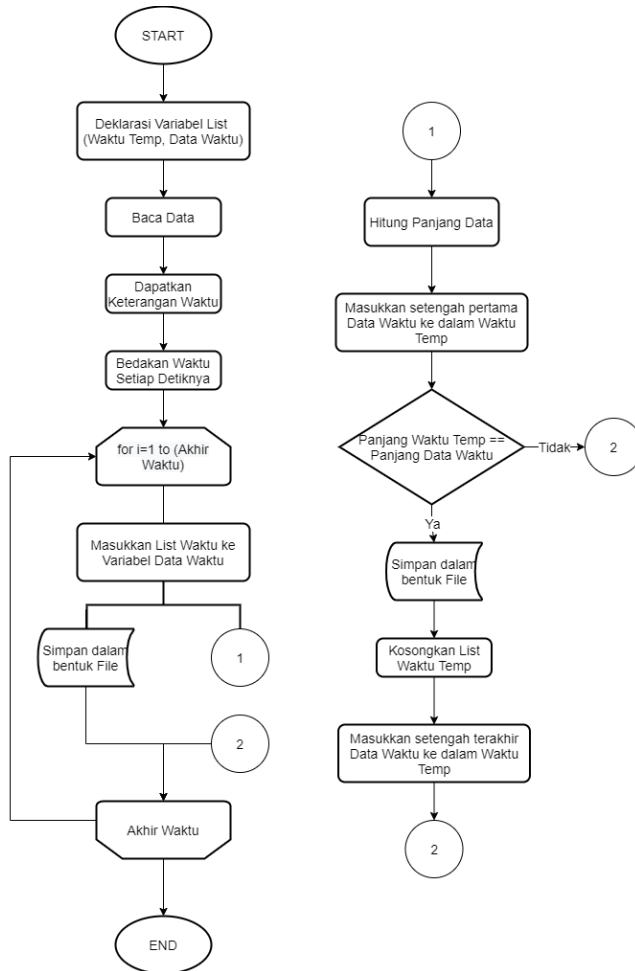 START
Deklarasi Variabel List
(Waktu Temp, Data Waktu)
Baca Data
Dapatkan
Keterangan Waktu
Bedakan Waktu
Setiap Detiknya
for i=1 to (Akhir
Waktu)
Masukkan List Waktu ke
Variabel Data Waktu
Simpan dalam
bentuk File
1
2
Akhir Waktu
END
1
Hitung Panjang Data
Masukkan setengah pertama
Data Waktu ke dalam Waktu
Temp
Panjang Waktu Temp ==
Panjang Data Waktu
Tidak
2
Ya
Simpan dalam
bentuk File
Kosongkan List
Waktu Temp
Masukkan setengah terakhir
Data Waktu ke dalam Waktu
Temp
2